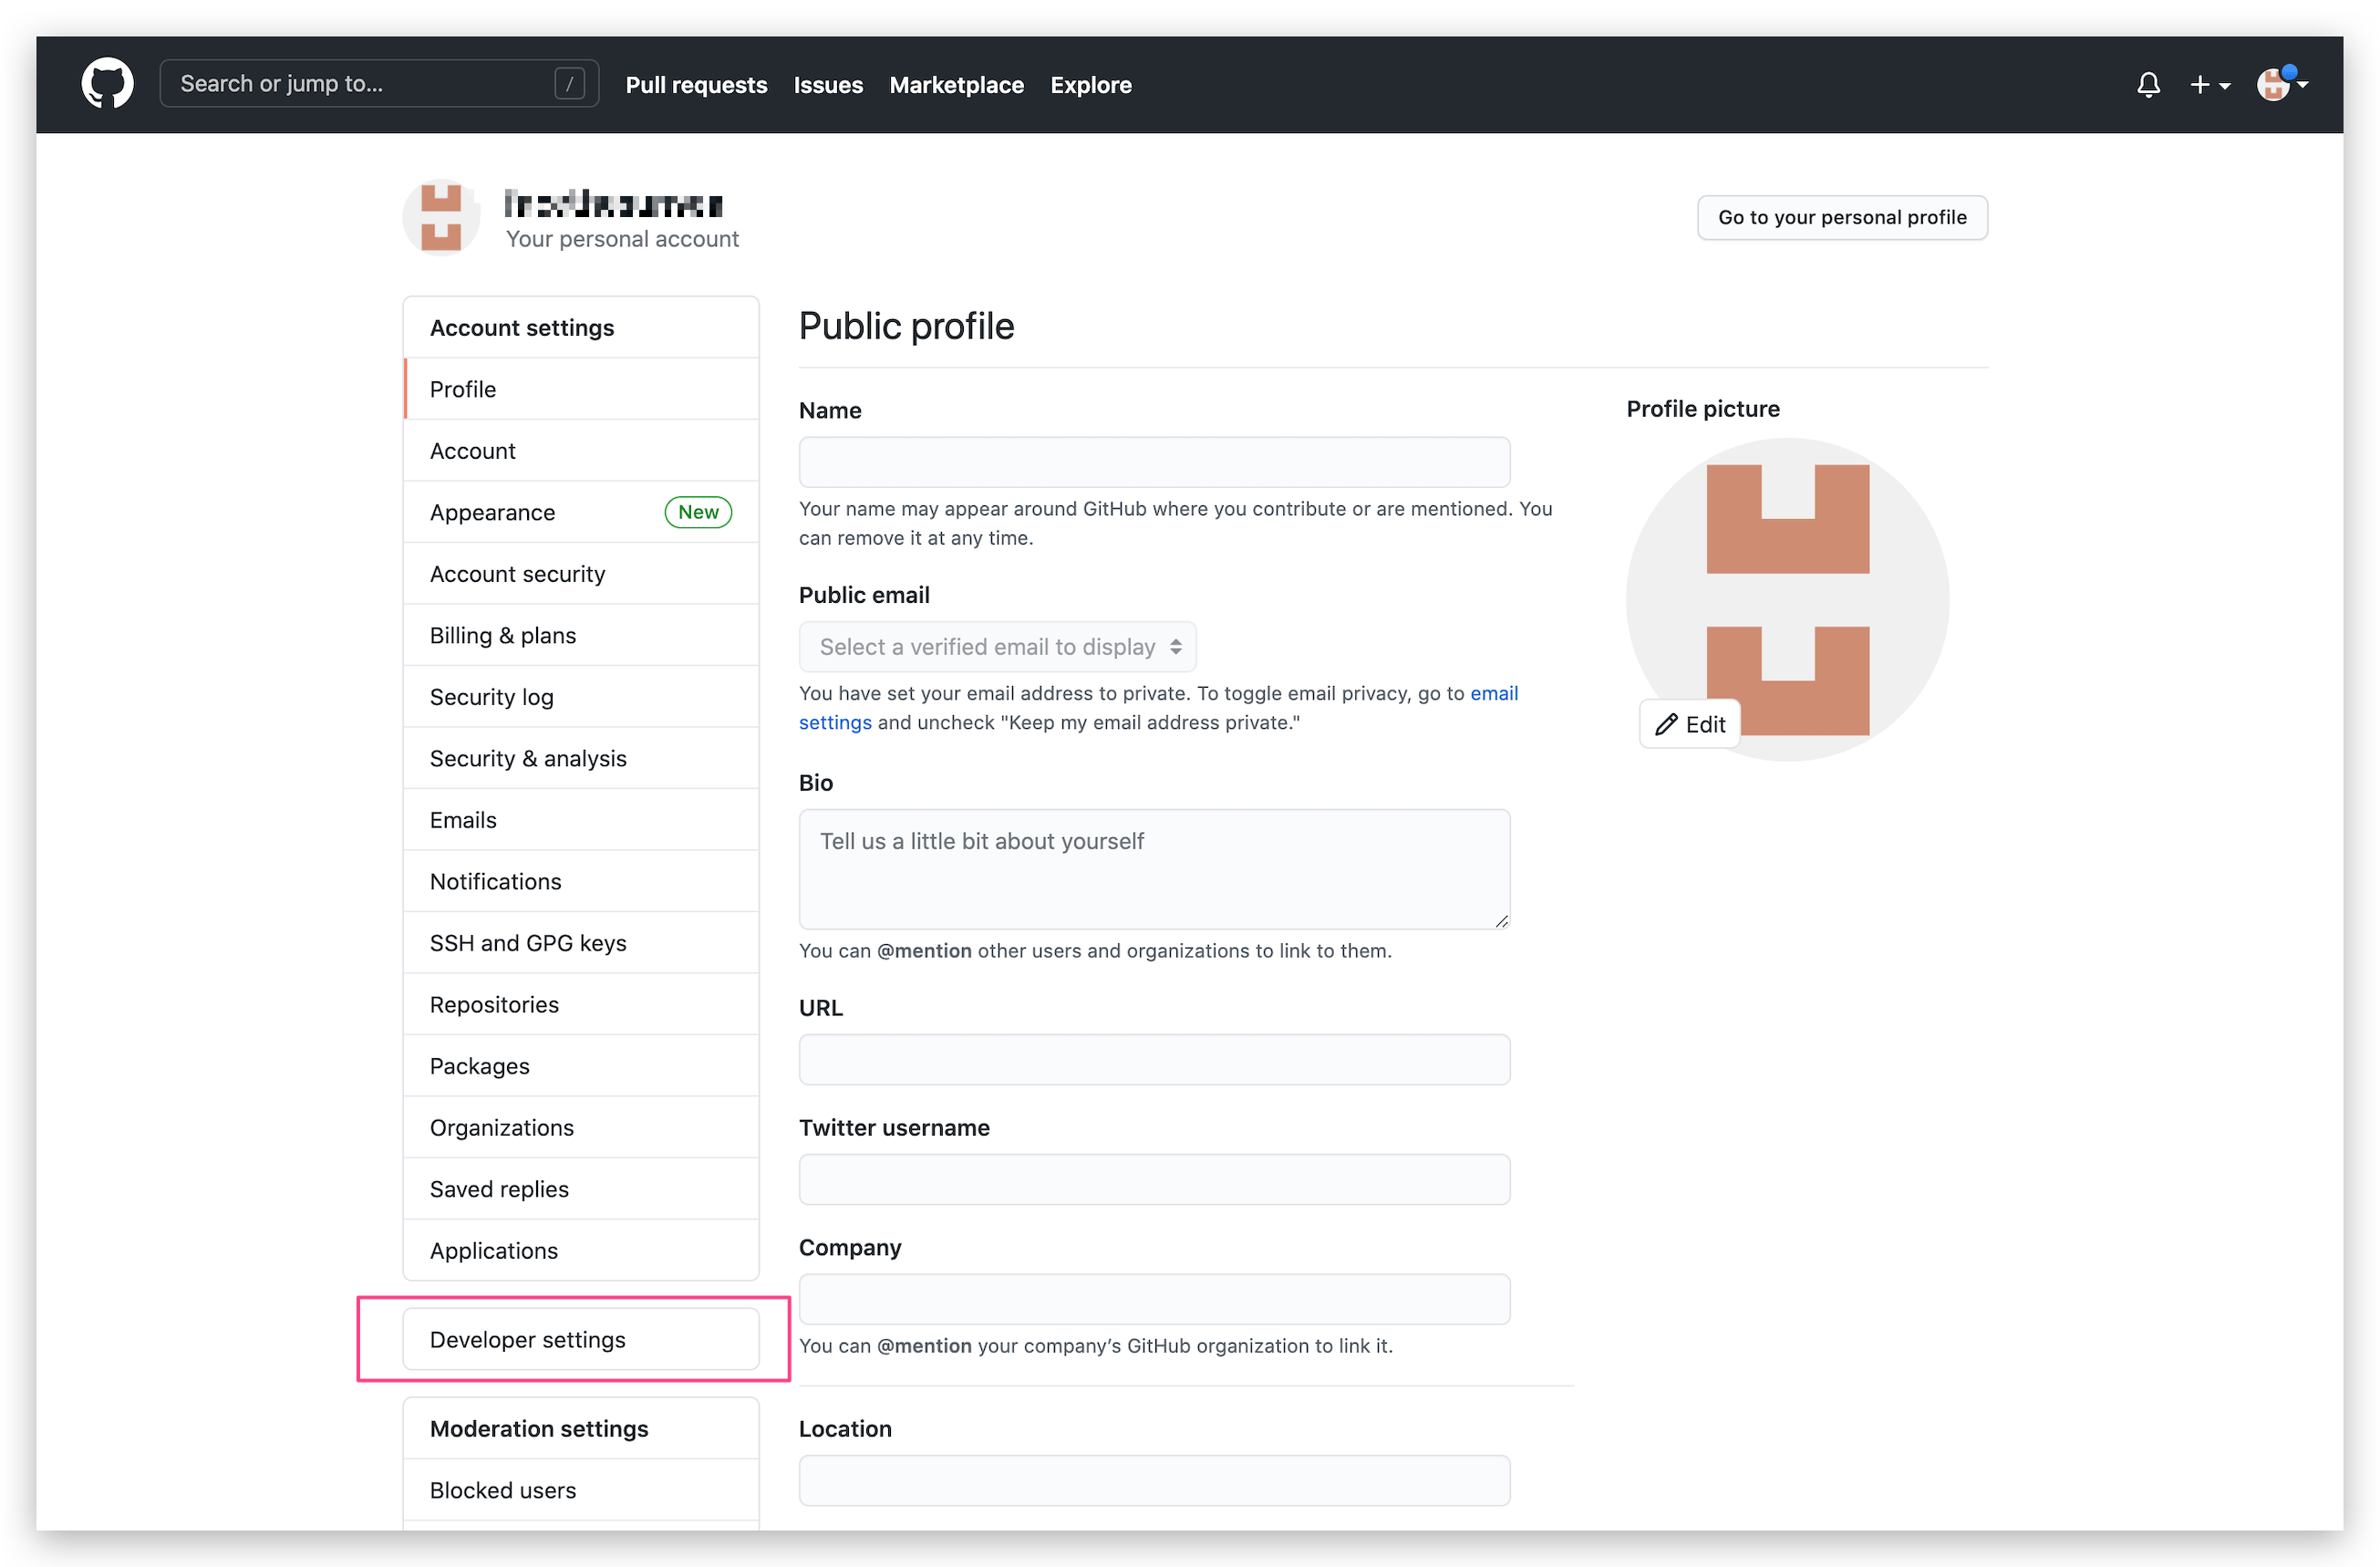 Search or jump to... /
Pull requests Issues Marketplace Explore
Your personal account
Go to your personal profile
Account settings
Profile
Account
Appearance New
Account security
Billing & plans
Security log
Security & analysis
Emails
Notifications
SSH and GPG keys
Repositories
Packages
Organizations
Saved replies
Applications
Developer settings
Moderation settings
Blocked users
Public profile
Name
Your name may appear around GitHub where you contribute or are mentioned. You
can remove it at any time.
Public email
Select a verified email to display
You have set your email address to private. To toggle email privacy, go to email
settings and uncheck "Keep my email address private."
Bio
Tell us a little bit about yourself
You can @mention other users and organizations to link to them.
URL
Twitter username
Company
You can @mention your company’s GitHub organization to link it.
Location
Profile picture
Edit